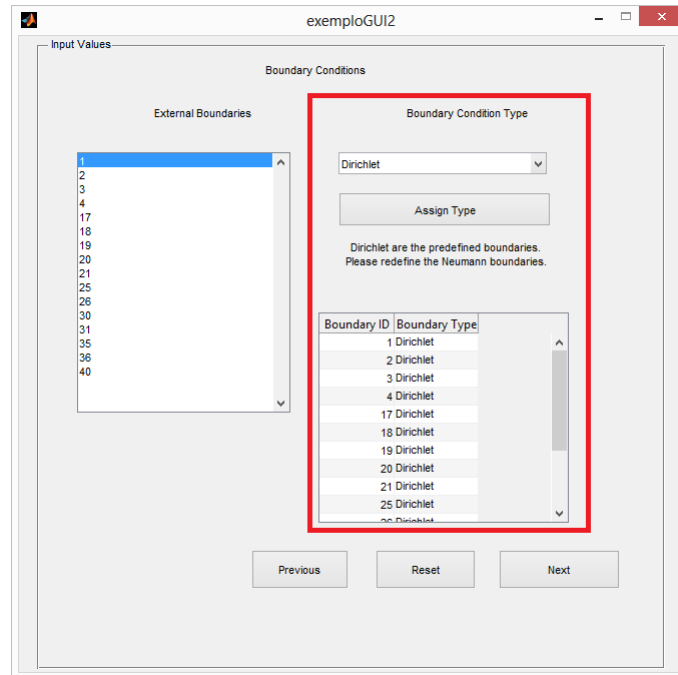 exemploGUI2
Input Values
Boundary Conditions
External Boundaries
1
2
3
4
17
18
19
20
21
25
26
30
31
35
36
40
Boundary Condition Type
Dirichlet
Assign Type
Dirichlet are the predefined boundaries.
Please redefine the Neumann boundaries.
Boundary ID Boundary Type
1 Dirichlet
2 Dirichlet
3 Dirichlet
4 Dirichlet
17 Dirichlet
18 Dirichlet
19 Dirichlet
20 Dirichlet
21 Dirichlet
25 Dirichlet
26 Dirichlet
Previous Reset Next